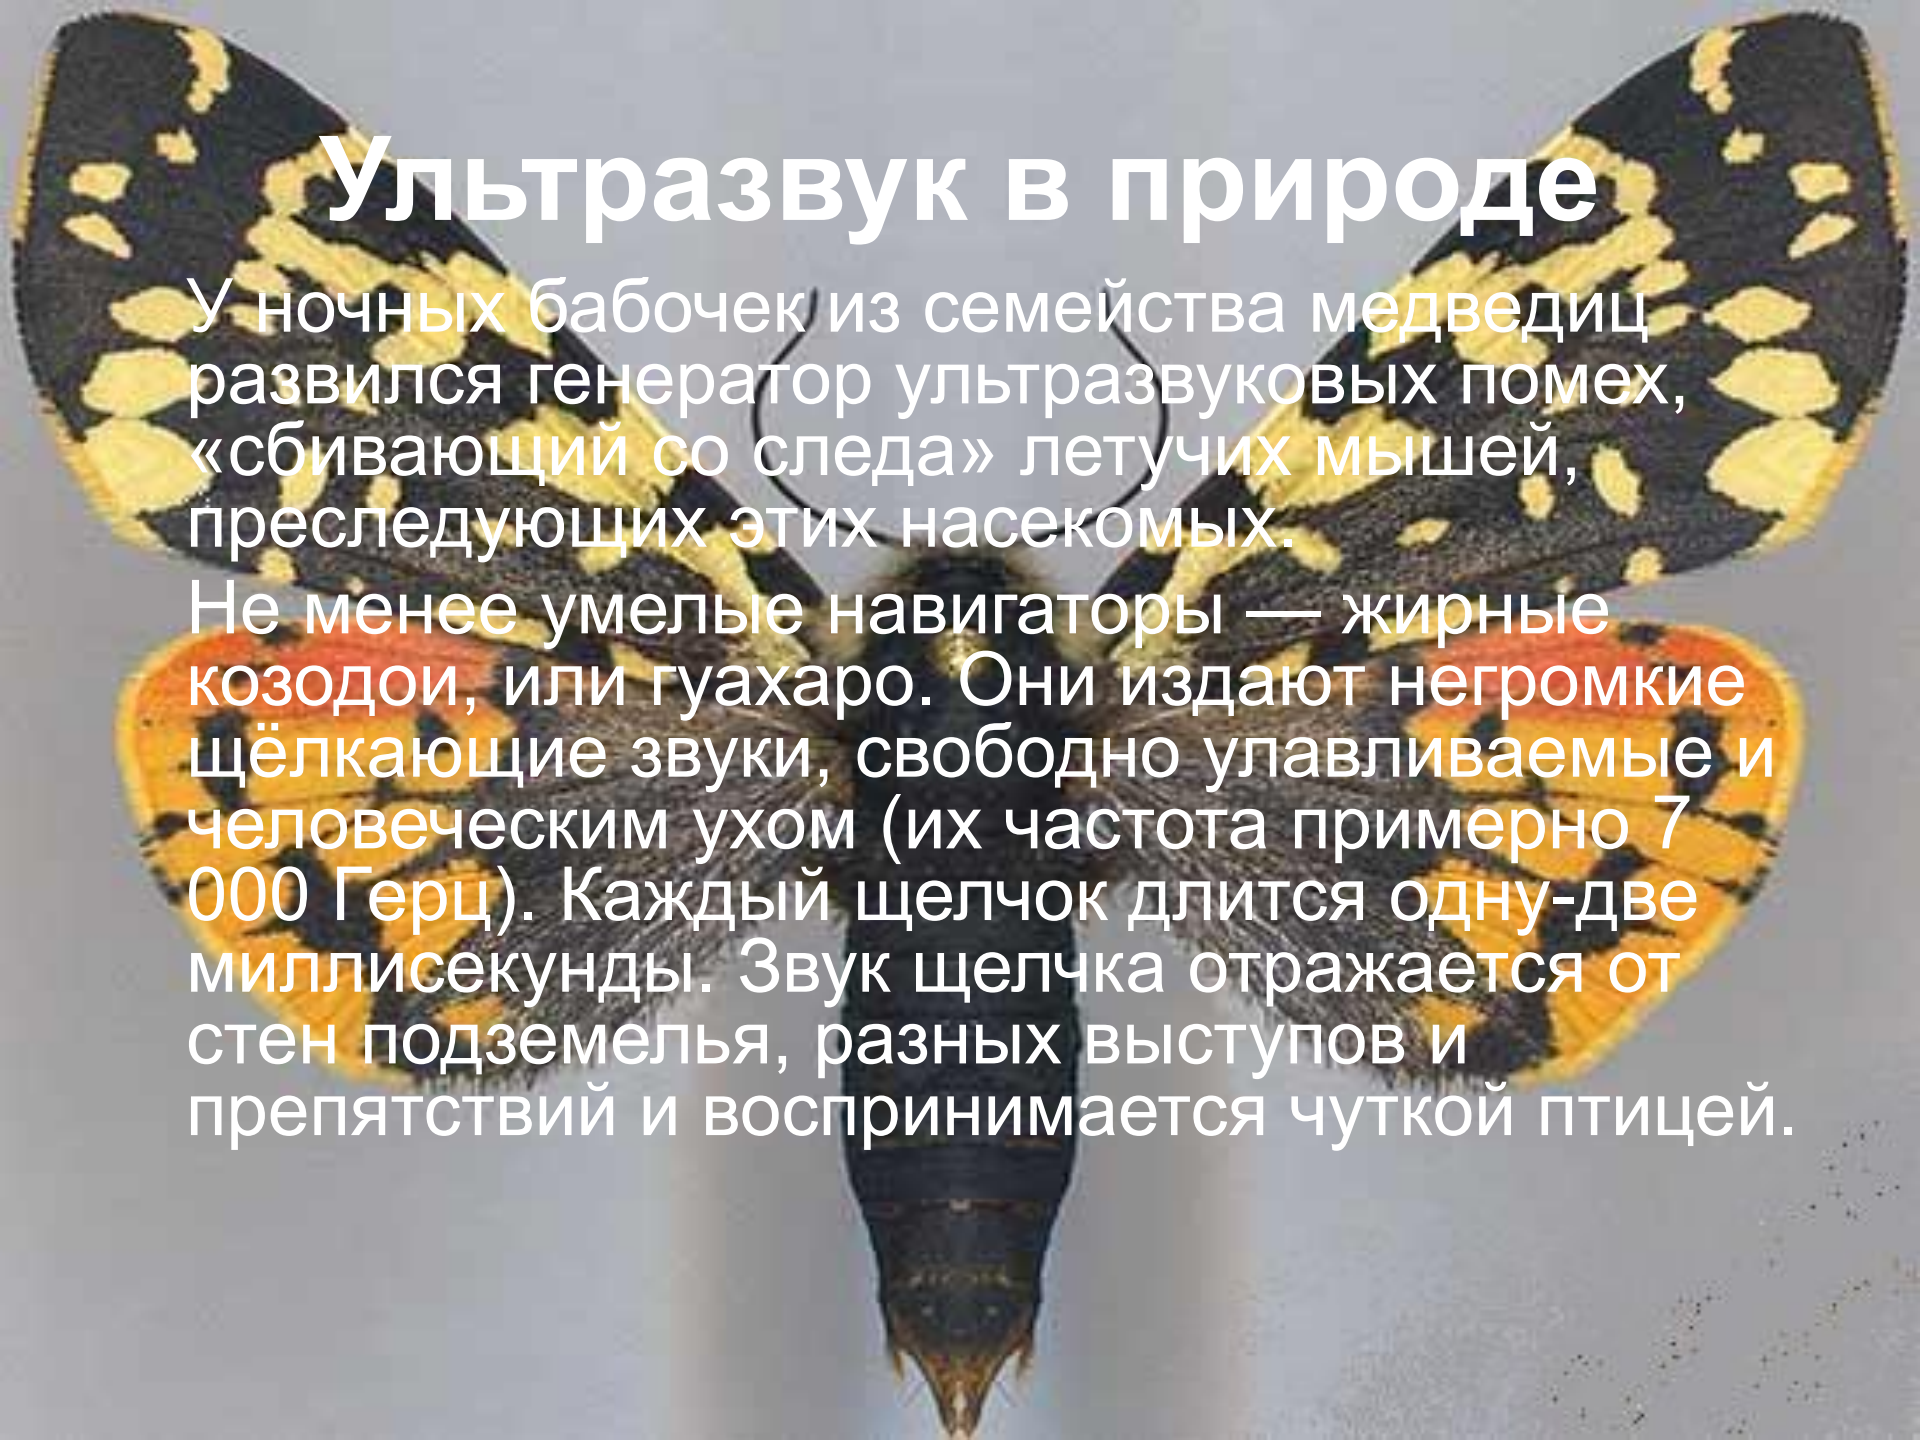 Ультразвук в природе
У ночных бабочек из семейства медведиц
развился генератор ультразвуковых помех,
«сбивающий со следа» летучих мышей,
преследующих этих насекомых.
Не менее умелые навигаторы — жирные
козодои, или гуахаро. Они издают негромкие
щёлкающие звуки, свободно улавливаемые и
человеческим ухом (их частота примерно 7
000 Герц). Каждый щелчок длится одну-две
миллисекунды. Звук щелчка отражается от
стен подземелья, разных выступов и
препятствий и воспринимается чуткой птицей.